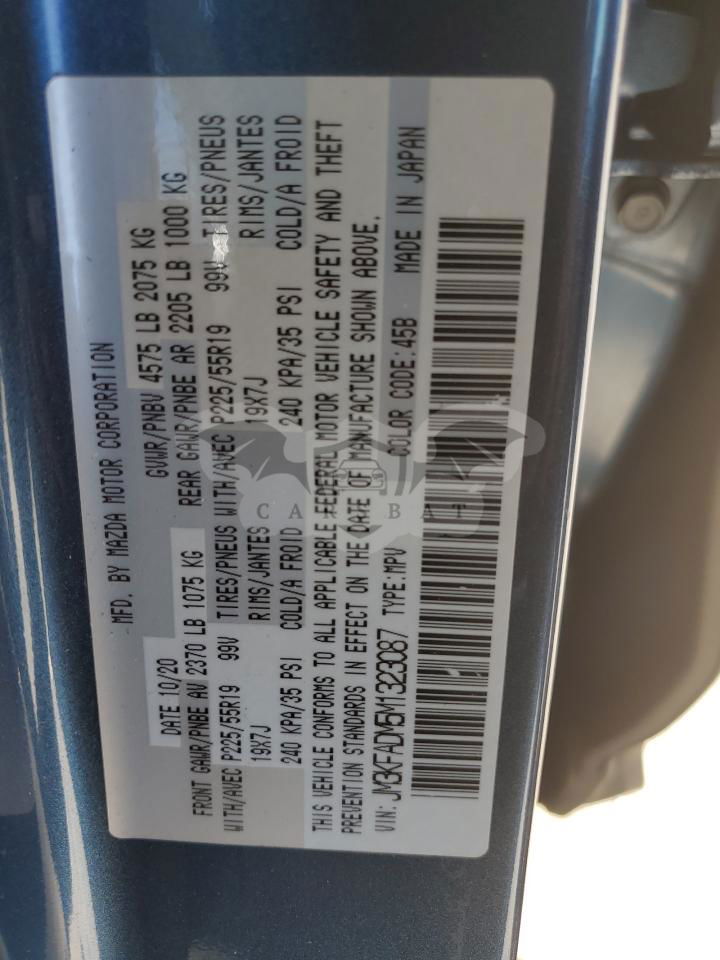 MFD. BY MAZDA MOTOR CORPORATION
DATE 10/20 GVWR/PNBV 4575 LB 2075 KG
FRONT GAWR/PNBE AV 2370 LB 1075 KG REAR GAWR/PNBE AR 2205 LB 1000 KG
WITH/AVEC P225/55R19 99V TIRES/PNEUS WITH/AVEC P225/55R19 99V TIRES/PNEUS
19X7J RIMS/JANTES 19X7J RIMS/JANTES
240 KPA/35 PSI COLD/A FROID 240 KPA/35 PSI COLD/A FROID
THIS VEHICLE CONFORMS TO ALL APPLICABLE FEDERAL MOTOR VEHICLE SAFETY AND THEFT
PREVENTION STANDARDS IN EFFECT ON THE DATE OF MANUFACTURE SHOWN ABOVE.
VIN: JM3KFADM5M1323087 TYPE:MPV COLOR CODE:45B MADE IN JAPAN
CAR BAT